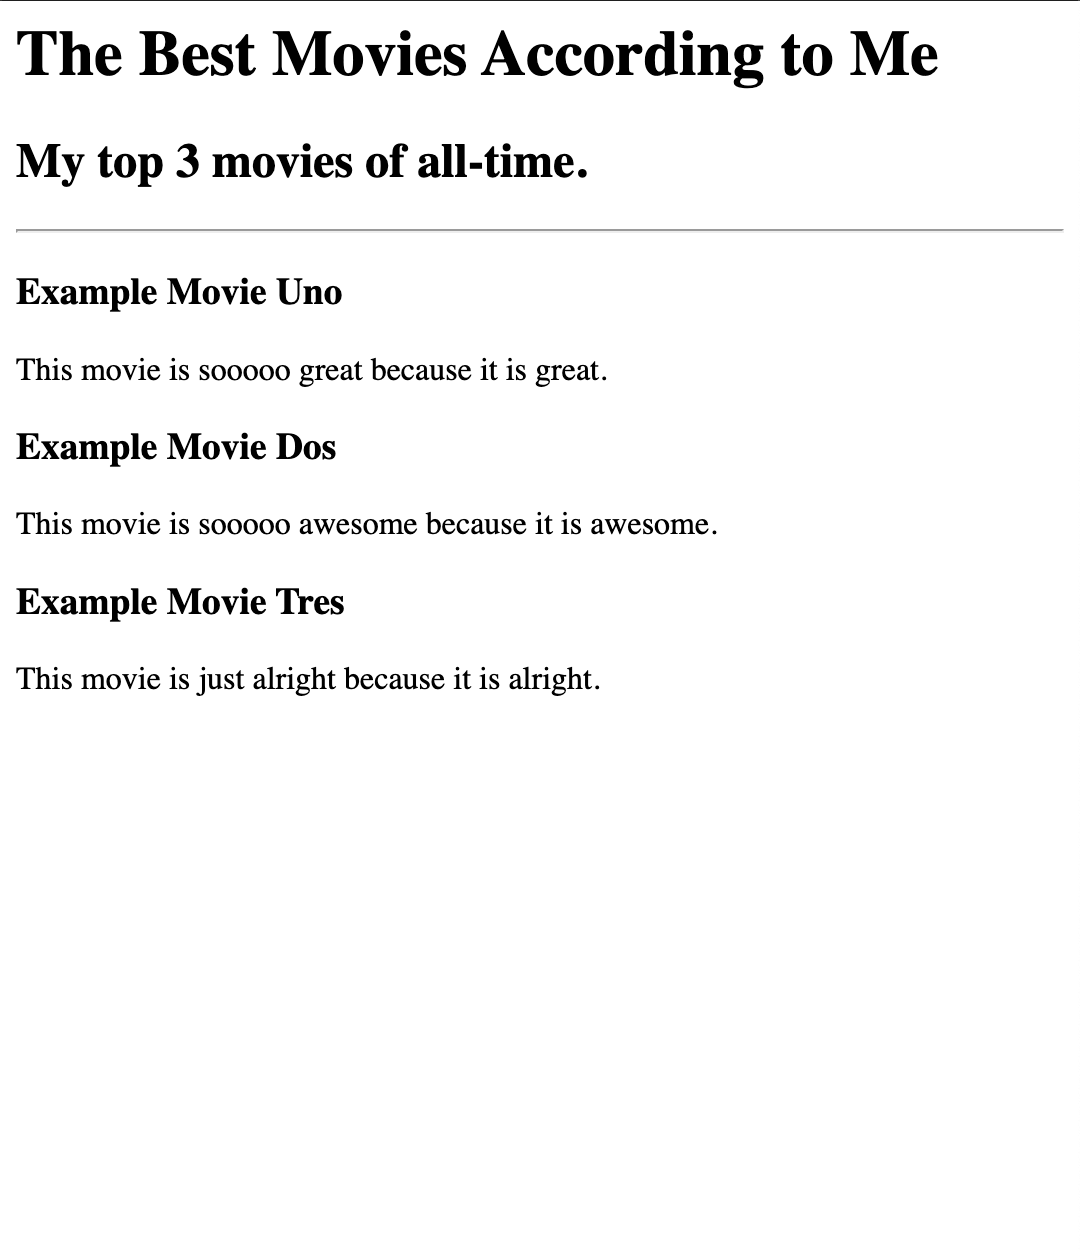 The Best Movies According to Me
My top 3 movies of all-time.
Example Movie Uno
This movie is sooooo great because it is great.
Example Movie Dos
This movie is sooooo awesome because it is awesome.
Example Movie Tres
This movie is just alright because it is alright.